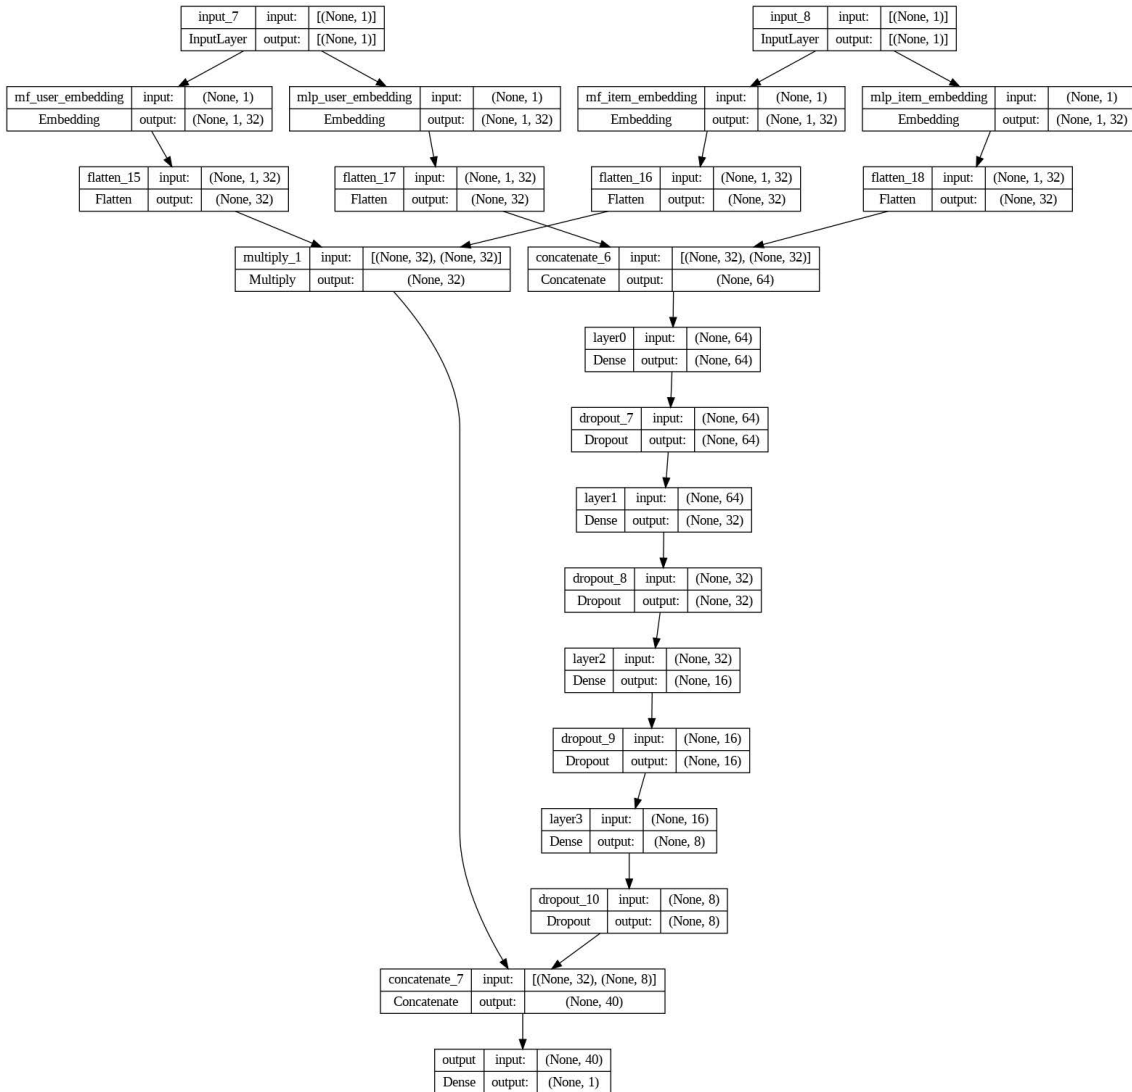 input_7 input: [(None, 1)] input_8 input: [(None, 1)]
InputLayer output: [(None, 1)] InputLayer output: [(None, 1)]
mf_user_embedding input: (None, 1) mlp_user_embedding input: (None, 1) mf_item_embedding input: (None, 1) mlp_item_embedding input: (None, 1)
Embedding output: (None, 1, 32) Embedding output: (None, 1, 32) Embedding output: (None, 1, 32) Embedding output: (None, 1, 32)
flatten_15 input: (None, 1, 32) flatten_17 input: (None, 1, 32) flatten_16 input: (None, 1, 32) flatten_18 input: (None, 1, 32)
Flatten output: (None, 32) Flatten output: (None, 32) Flatten output: (None, 32) Flatten output: (None, 32)
multiply_1 input: [(None, 32), (None, 32)] concatenate_6 input: [(None, 32), (None, 32)]
Multiply output: (None, 32) Concatenate output: (None, 64)
layer0 input: (None, 64)
Dense output: (None, 64)
dropout_7 input: (None, 64)
Dropout output: (None, 64)
layer1 input: (None, 64)
Dense output: (None, 32)
dropout_8 input: (None, 32)
Dropout output: (None, 32)
layer2 input: (None, 32)
Dense output: (None, 16)
dropout_9 input: (None, 16)
Dropout output: (None, 16)
layer3 input: (None, 16)
Dense output: (None, 8)
dropout_10 input: (None, 8)
Dropout output: (None, 8)
concatenate_7 input: [(None, 32), (None, 8)]
Concatenate output: (None, 40)
output input: (None, 40)
Dense output: (None, 1)